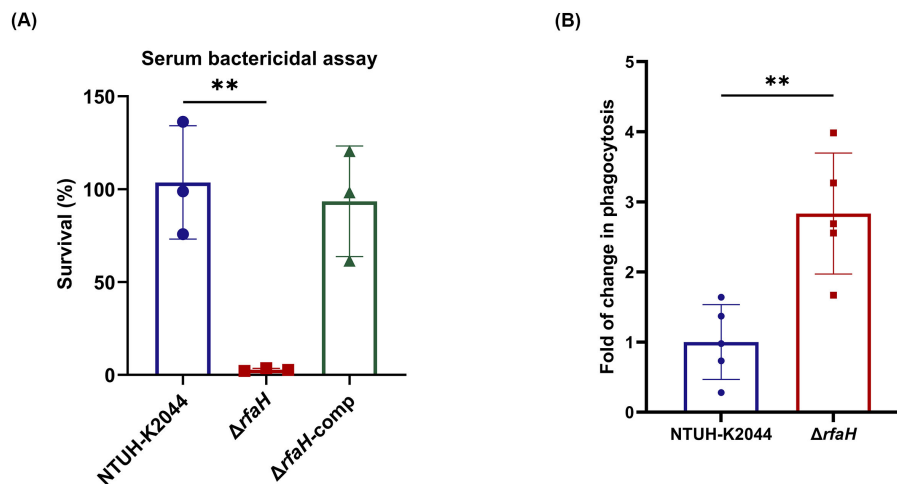 (A)
Serum bactericidal assay
**
150
100
50
0
Survival (%)
NTUH-K2044
ΔrfaH
ΔrfaH-comp
(B)
**
5
4
3
2
1
0
Fold of change in phagocytosis
NTUH-K2044
ΔrfaH